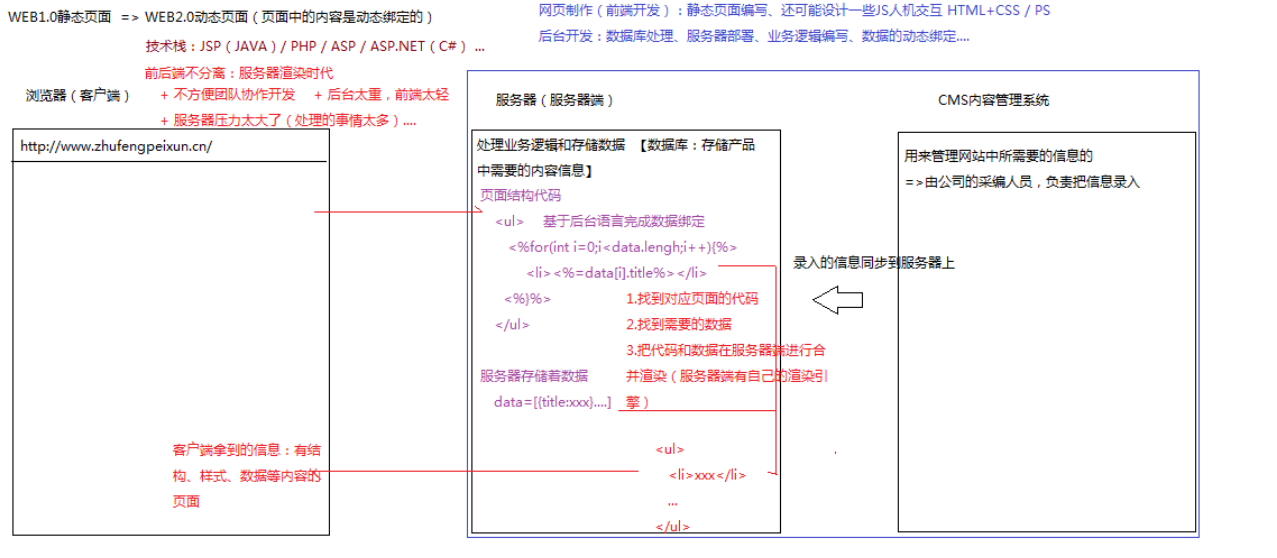 WEB1.0静态页面 => WEB2.0动态页面（页面中的内容是动态绑定的）
技术栈：JSP（JAVA）/ PHP / ASP / ASP.NET（C#）...
前后端不分离：服务器渲染时代
+ 不方便团队协作开发 + 后台太重，前端太轻
+ 服务器压力太大了（处理的事情太多）....
网页制作（前端开发）：静态页面编写、还可能设计一些JS人机交互 HTML+CSS / PS
后台开发：数据库处理、服务器部署、业务逻辑编写、数据的动态绑定....
浏览器（客户端）
http://www.zhufengpeixun.cn/
客户端拿到的信息：有结
构、样式、数据等内容的
页面
服务器（服务器端）
处理业务逻辑和存储数据 【数据库：存储产品
中需要的内容信息】
页面结构代码
<ul> 基于后台语言完成数据绑定
<%for(int i=0;i<data.lengh;i++){%>
<li><%=data[i].title%></li>
<%}%>
</ul>
1.找到对应页面的代码
2.找到需要的数据
3.把代码和数据在服务器端进行合
并渲染（服务器端有自己的渲染引
擎）
服务器存储着数据
data=[{title:xxx}....]
<ul>
<li>xxx</li>
...
</ul>
录入的信息同步到服务器上
CMS内容管理系统
用来管理网站中所需要的信息的
=>由公司的采编人员，负责把信息录入